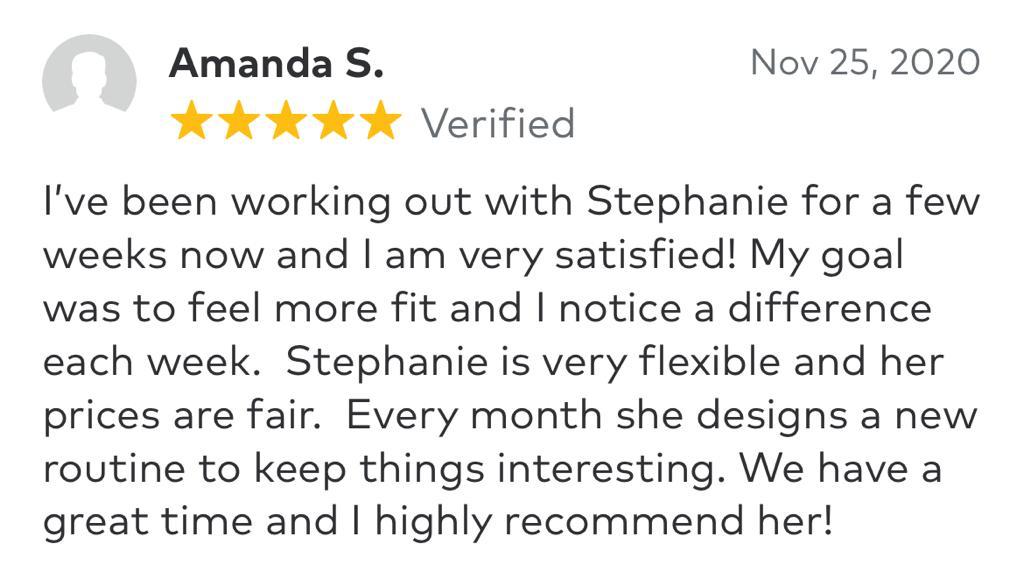 Amanda S.
Nov 25, 2020
Verified
I've been working out with Stephanie for a few
weeks now and I am very satisfied! My goal
was to feel more fit and I notice a difference
each week.  Stephanie is very flexible and her
prices are fair.  Every month she designs a new
routine to keep things interesting. We have a
great time and I highly recommend her!